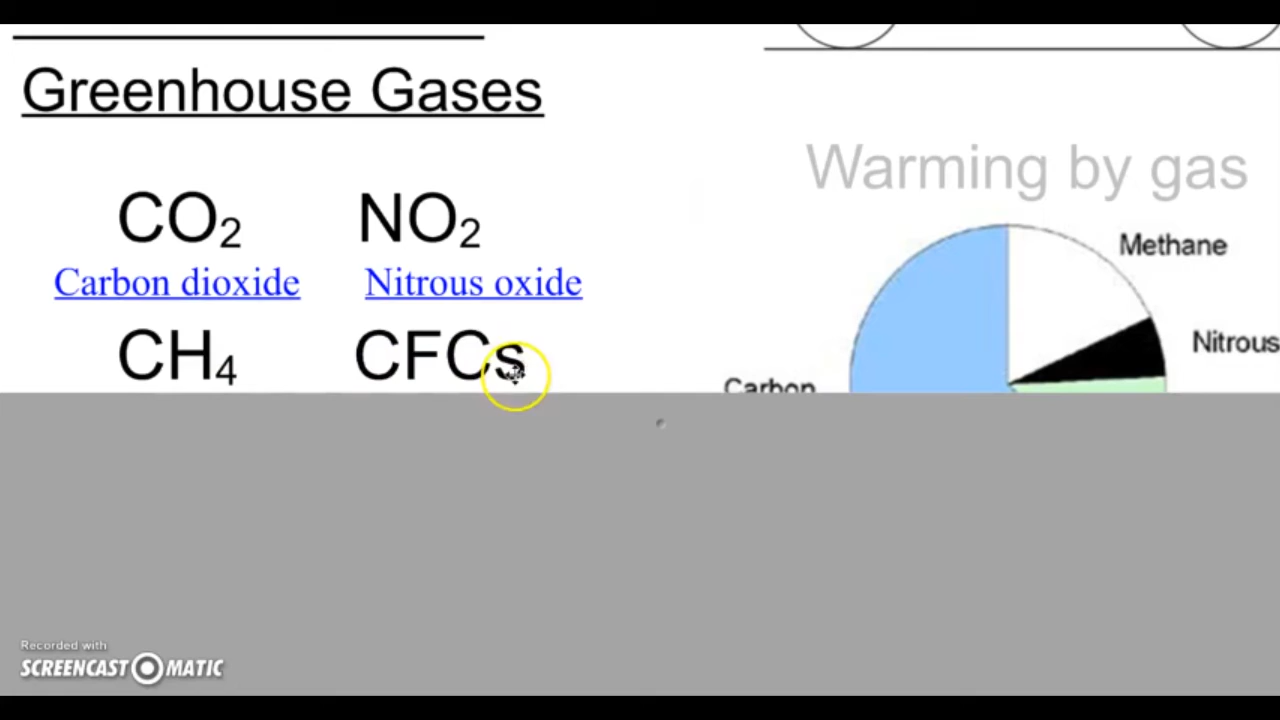 Greenhouse Gases
Warming by gas
CO₂ NO₂
Carbon dioxide Nitrous oxide
CH₄ CFCs
Methane
Nitrous
Carbon
Recorded with
SCREENCAST MATIC